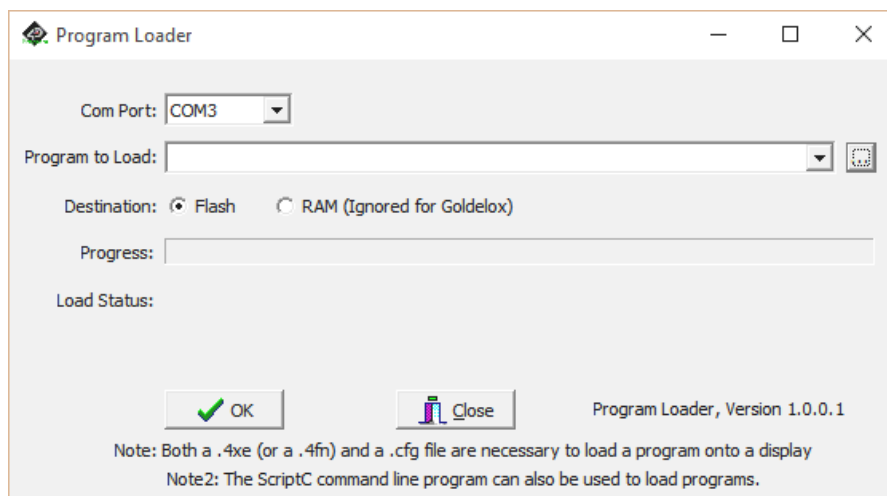 Program Loader
Com Port: COM3
Program to Load:
Destination: Flash RAM (Ignored for Goldelox)
Progress:
Load Status:
OK Close Program Loader, Version 1.0.0.1
Note: Both a .4xe (or a .4fn) and a .cfg file are necessary to load a program onto a display
Note2: The ScriptC command line program can also be used to load programs.